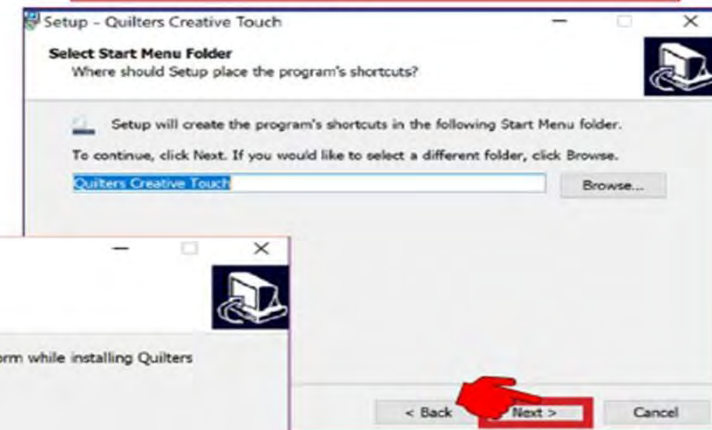 Setup - Quilters Creative Touch
Select Start Menu Folder
Where should Setup place the program's shortcuts?
Setup will create the program's shortcuts in the following Start Menu folder.
To continue, click Next. If you would like to select a different folder, click Browse.
Quilters Creative Touch
Browse...
orm while installing Quilters
< Back
Next >
Cancel